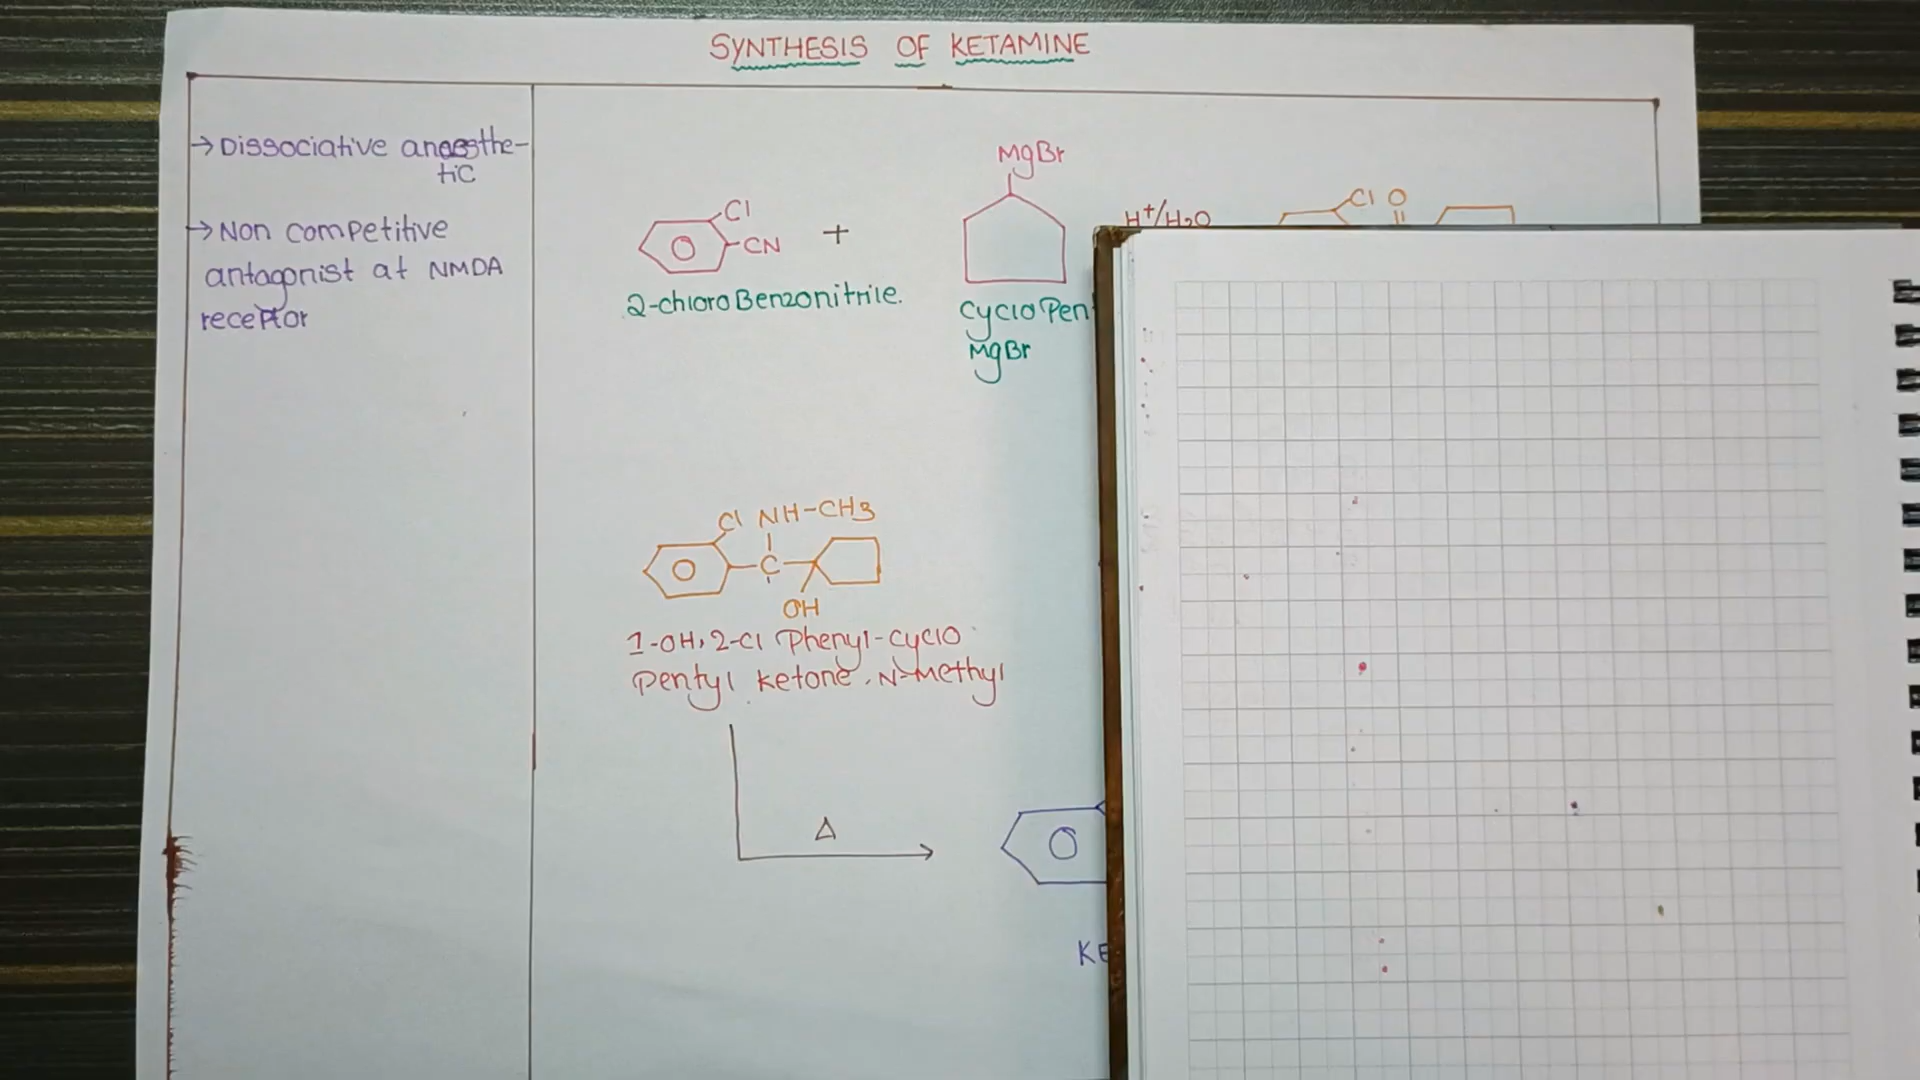 SYNTHESIS OF KETAMINE
→ Dissociative anaesthe-
tic
→ Non competitive
antagonist at NMDA
receptor
MgBr
Cl
CN
+
H+/H2O
Cl O
2-chloro Benzonitrile.
Cyclo Pen
MgBr
Cl NH-CH3
C
OH
1-OH, 2-Cl Phenyl-cyclo
Pentyl ketone. N-Methyl
Δ
KE